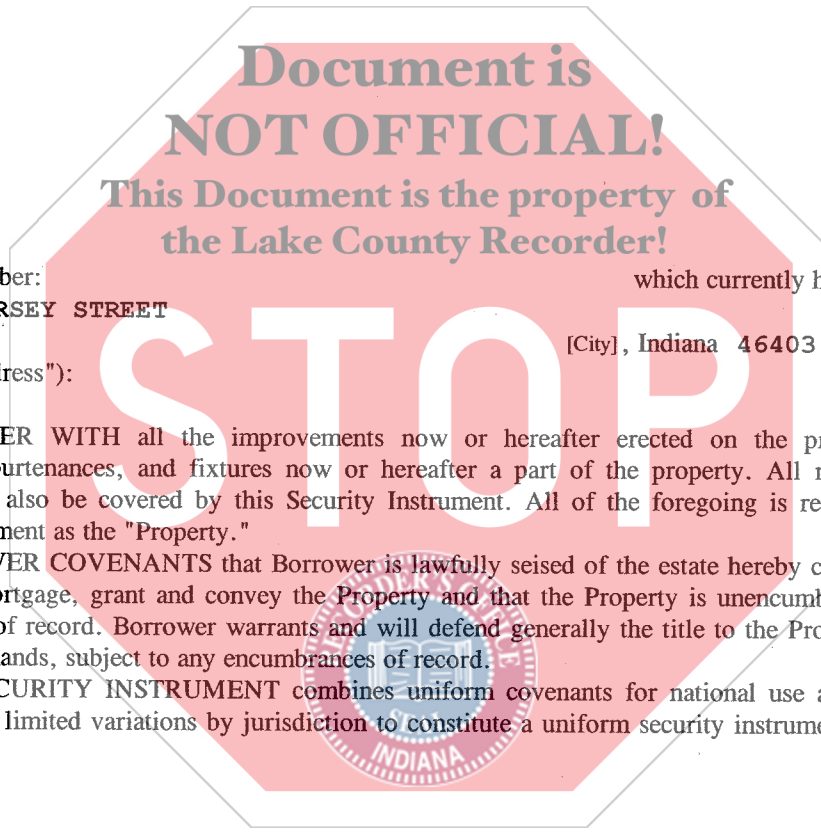 Document is
NOT OFFICIAL!
This Document is the property of
the Lake County Recorder!
ber: which currently h
RSEY STREET
[City], Indiana 46403
ress"):
STOP
ER WITH all the improvements now or hereafter erected on the pr
urtenances, and fixtures now or hereafter a part of the property. All r
also be covered by this Security Instrument. All of the foregoing is re
ment as the "Property."
VER COVENANTS that Borrower is lawfully seised of the estate hereby c
ortgage, grant and convey the Property and that the Property is unencumb
of record. Borrower warrants and will defend generally the title to the Pro
ands, subject to any encumbrances of record.
CURITY INSTRUMENT combines uniform covenants for national use a
limited variations by jurisdiction to constitute a uniform security instrume
RECORDER'S OFFICE
SEAL
INDIANA